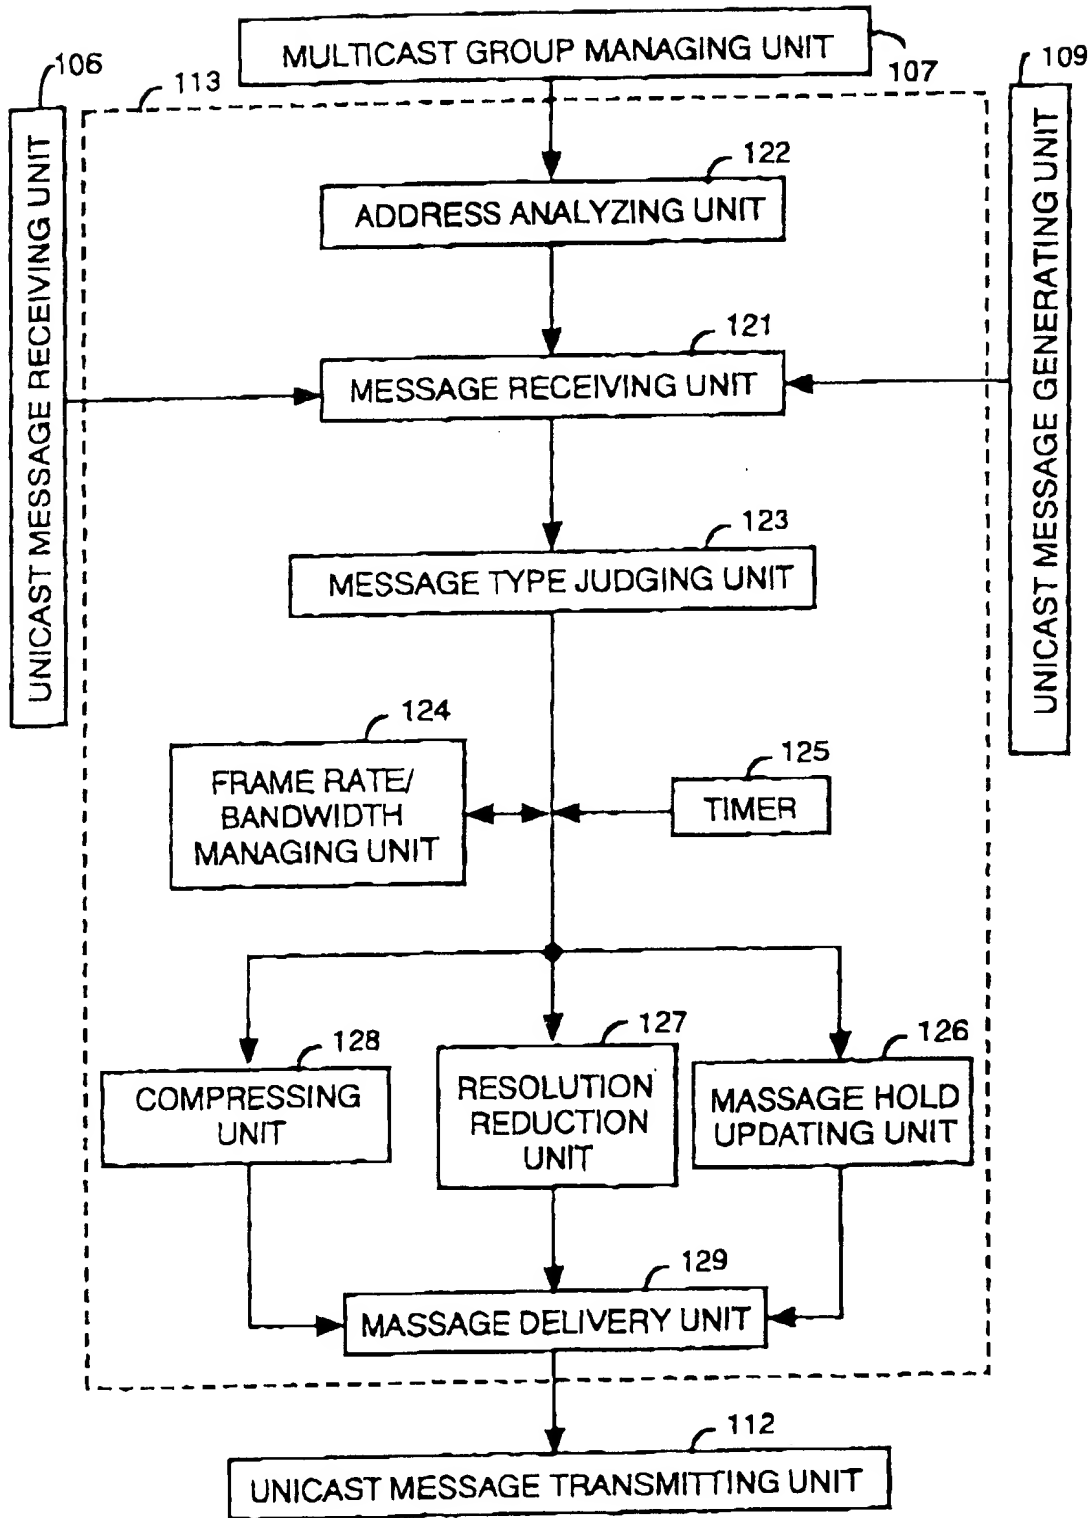 MULTICAST GROUP MANAGING UNIT
107
106
UNICAST MESSAGE RECEIVING UNIT
113
109
UNICAST MESSAGE GENERATING UNIT
122
ADDRESS ANALYZING UNIT
121
MESSAGE RECEIVING UNIT
123
MESSAGE TYPE JUDGING UNIT
124
FRAME RATE/
BANDWIDTH
MANAGING UNIT
125
TIMER
128
COMPRESSING
UNIT
127
RESOLUTION
REDUCTION
UNIT
126
MASSAGE HOLD
UPDATING UNIT
129
MASSAGE DELIVERY UNIT
112
UNICAST MESSAGE TRANSMITTING UNIT